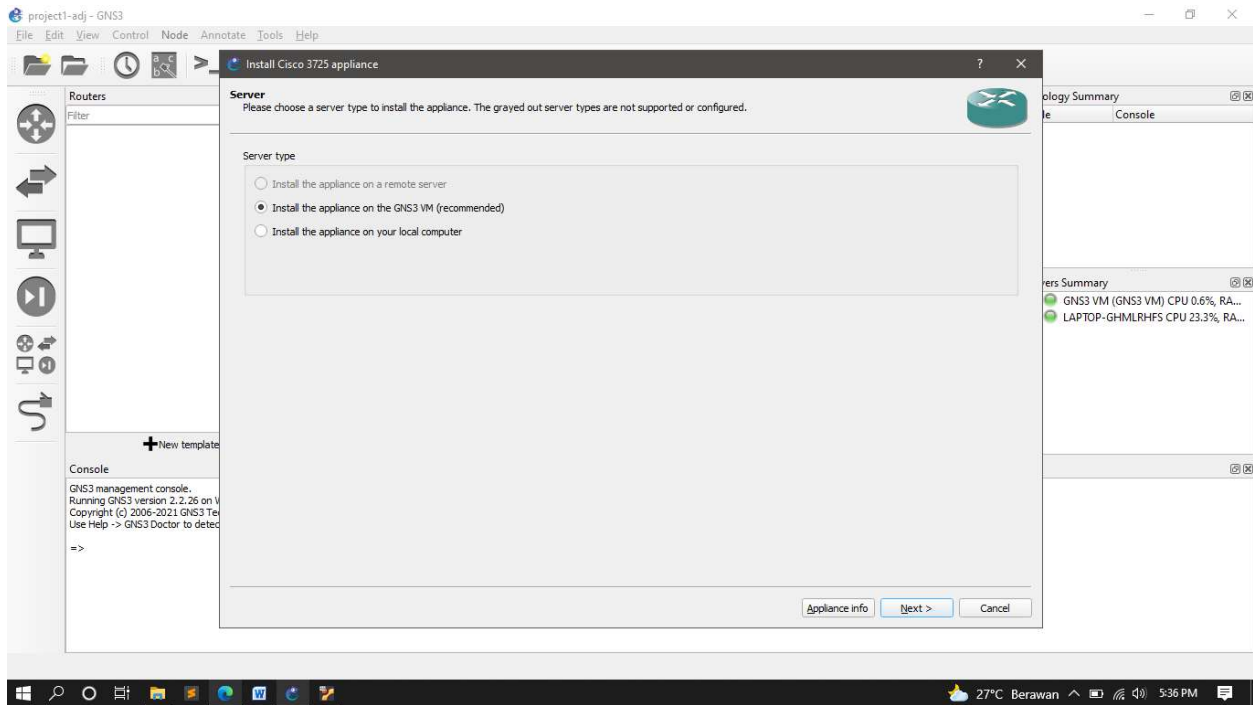 project1-adj - GNS3
File Edit View Control Node Annotate Tools Help
Install Cisco 3725 appliance
Routers
Filter
Server
Please choose a server type to install the appliance. The grayed out server types are not supported or configured.
Server type
Install the appliance on a remote server
Install the appliance on the GNS3 VM (recommended)
Install the appliance on your local computer
ology Summary
le Console
vers Summary
GNS3 VM (GNS3 VM) CPU 0.6%, RA...
LAPTOP-GHMLRHFS CPU 23.3%, RA...
New template
Console
GNS3 management console.
Running GNS3 version 2.2.26 on W
Copyright (c) 2006-2021 GNS3 Te
Use Help -> GNS3 Doctor to detec
=>
Appliance info Next > Cancel
27°C Berawan 5:36 PM